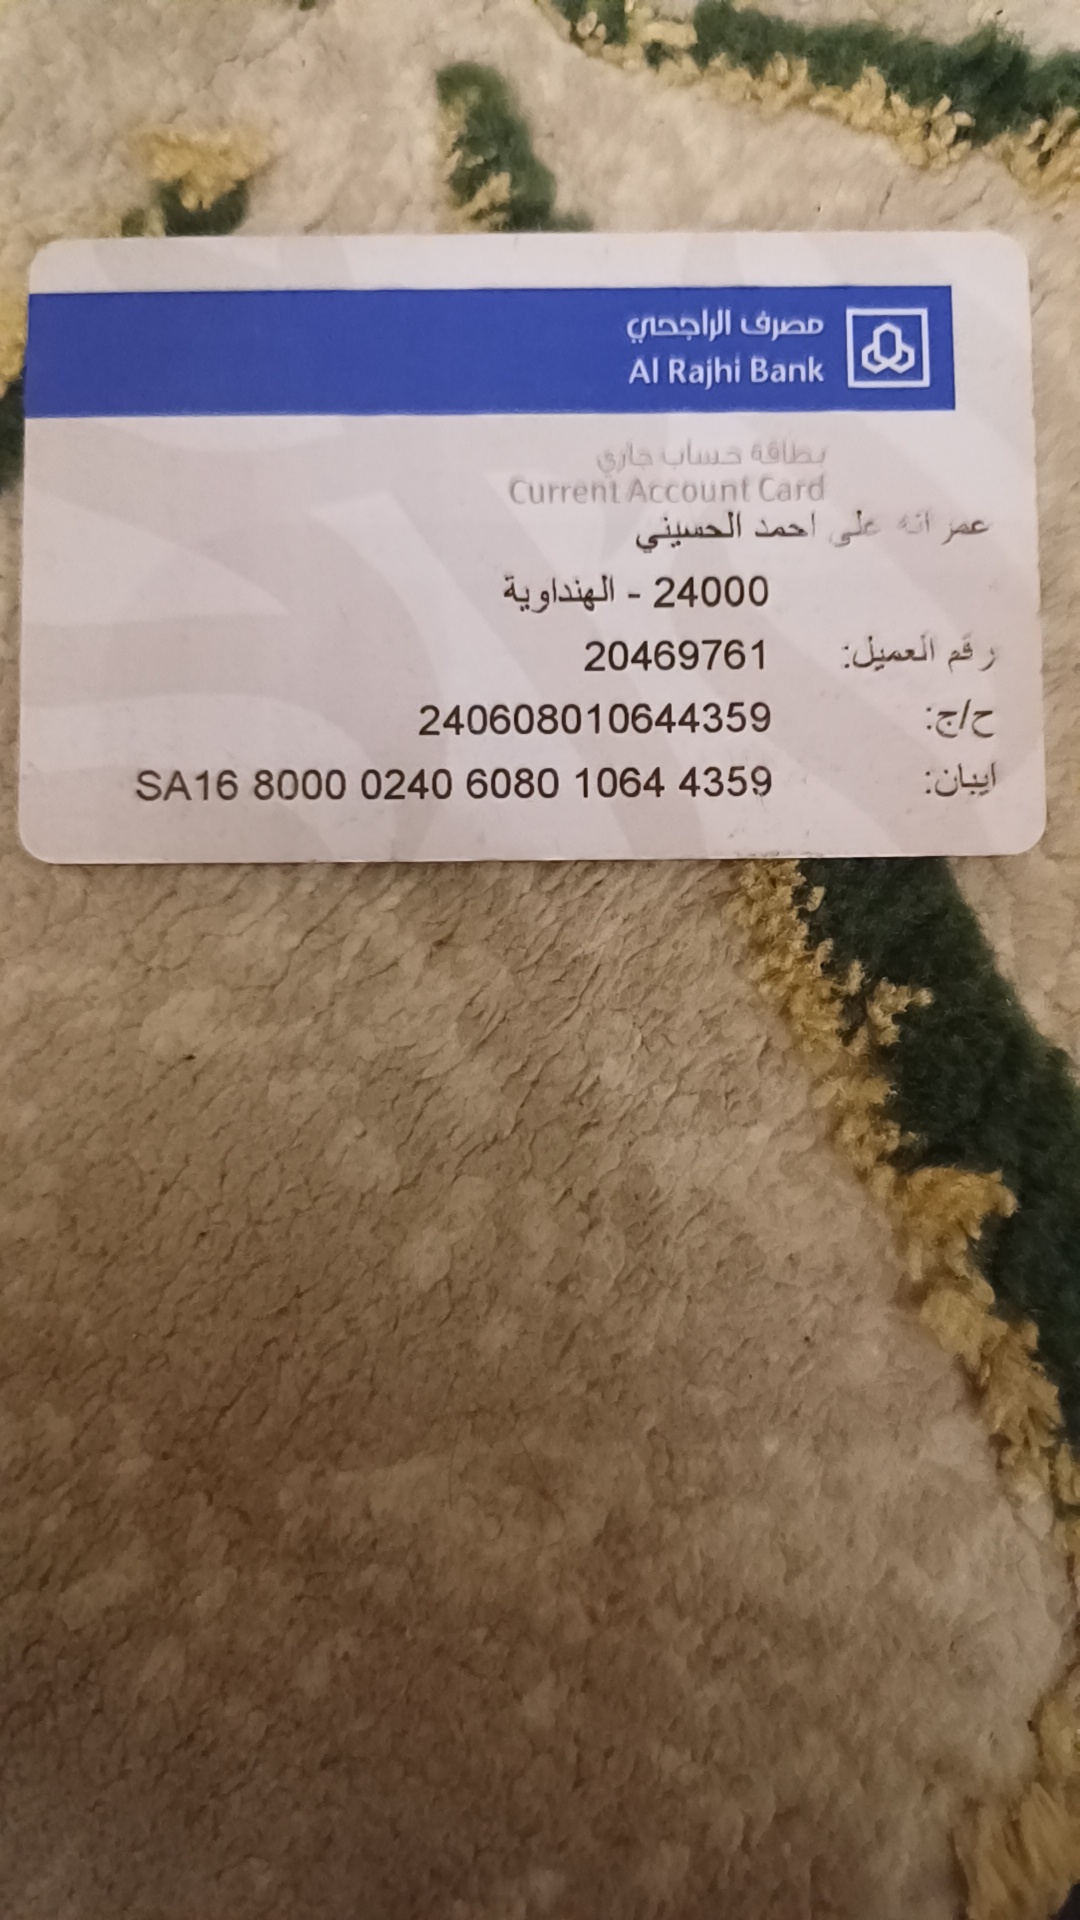 مصرف الراجحي
Al Rajhi Bank
بطاقة حساب جاري
Current Account Card
عمر الله علي احمد الحسيني
24000 - الهنداوية
رقم العميل: 20469761
ح/ج: 240608010644359
ايبان: SA16 8000 0240 6080 1064 4359